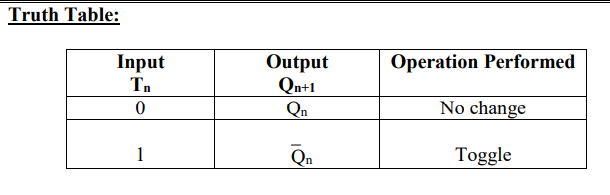 Truth Table:
Input Output Operation Performed
Tn Qn+1
0 Qn No change
1 Q̅n Toggle